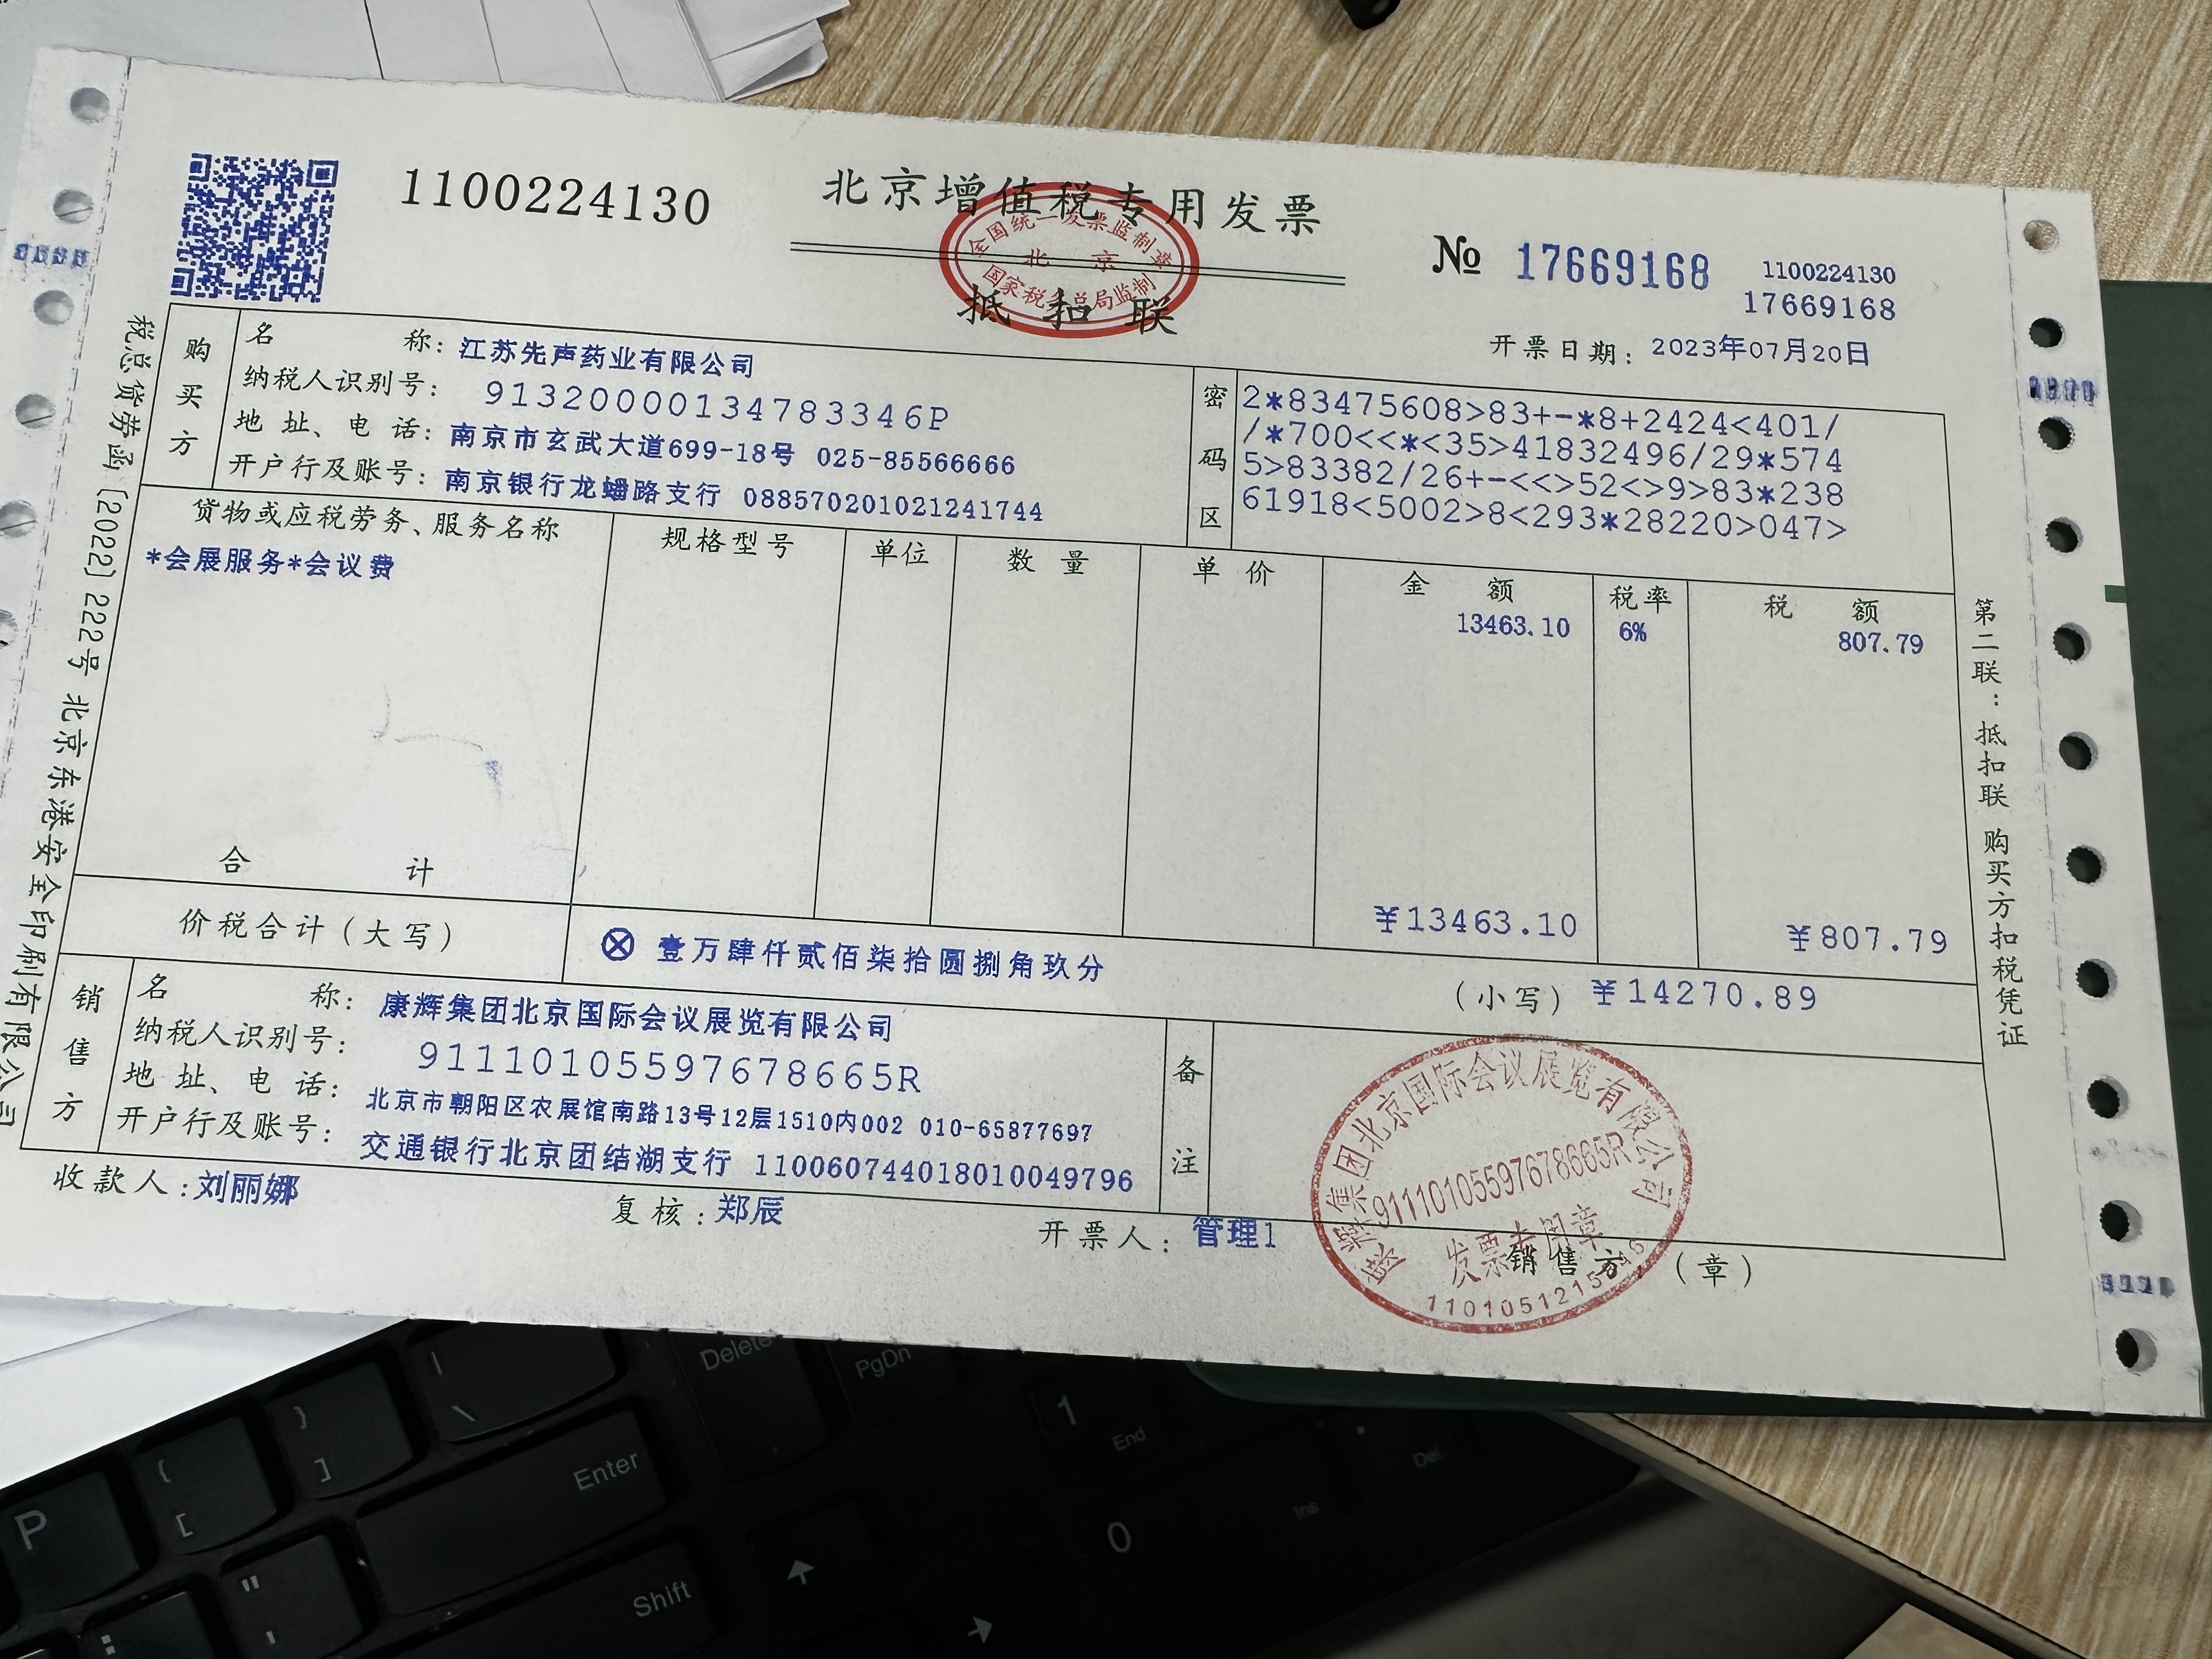 1100224130
北京增值税专用发票
全国统一发票监制章
北京
国家税务总局监制
抵扣联
№ 17669168
1100224130
17669168
开票日期: 2023年07月20日
税总货劳函〔2022〕222号 北京东港安全印刷有限公司
购买方
名称: 江苏先声药业有限公司
纳税人识别号: 91320000134783346P
地址、电话: 南京市玄武大道699-18号 025-85566666
开户行及账号: 南京银行龙蟠路支行 088570201021241744
密码区
2*83475608>83+-*8+2424<401/
/*700<<*<35>41832496/29*574
5>83382/26+-<<>52<>9>83*238
61918<5002>8<293*28220>047>
货物或应税劳务、服务名称 规格型号 单位 数量 单价 金额 税率 税额
*会展服务*会议费 13463.10 6% 807.79
合计 ¥13463.10 ¥807.79
价税合计(大写) ⊗ 壹万肆仟贰佰柒拾圆捌角玖分 (小写) ¥14270.89
销售方
名称: 康辉集团北京国际会议展览有限公司
纳税人识别号: 91110105597678665R
地址、电话: 北京市朝阳区农展馆南路13号12层1510内002 010-65877697
开户行及账号: 交通银行北京团结湖支行 110060744018010049796
备注
收款人: 刘丽娜 复核: 郑辰 开票人: 管理1 销售方: (章)
康辉集团北京国际会议展览有限公司
91110105597678665R
发票专用章
第二联: 抵扣联 购买方扣税凭证
Delete
PgDn
1
End
Del
Enter
P
{
[
}
]
|
\
"
'
Shift
0
Ins